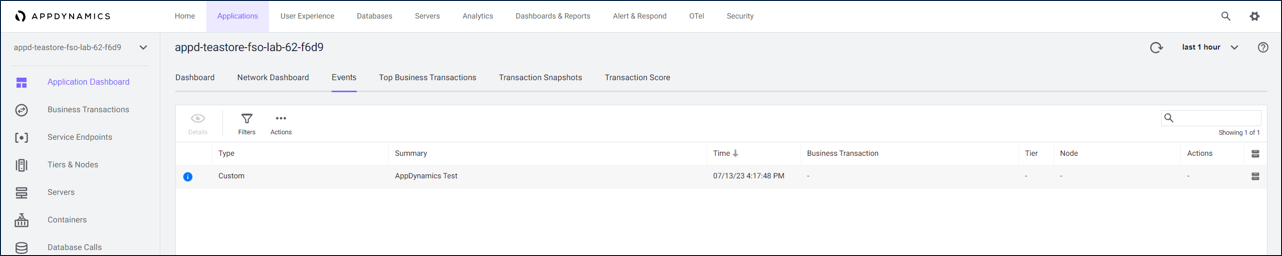 APPDYNAMICS Home Applications User Experience Databases Servers Analytics Dashboards & Reports Alert & Respond OTel Security
appd-teastore-fso-lab-62-f6d9
Application Dashboard
Business Transactions
Service Endpoints
Tiers & Nodes
Servers
Containers
Database Calls
appd-teastore-fso-lab-62-f6d9 last 1 hour
Dashboard Network Dashboard Events Top Business Transactions Transaction Snapshots Transaction Score
Details Filters Actions
Showing 1 of 1
Type Summary Time Business Transaction Tier Node Actions
Custom AppDynamics Test 07/13/23 4:17:48 PM - - - -